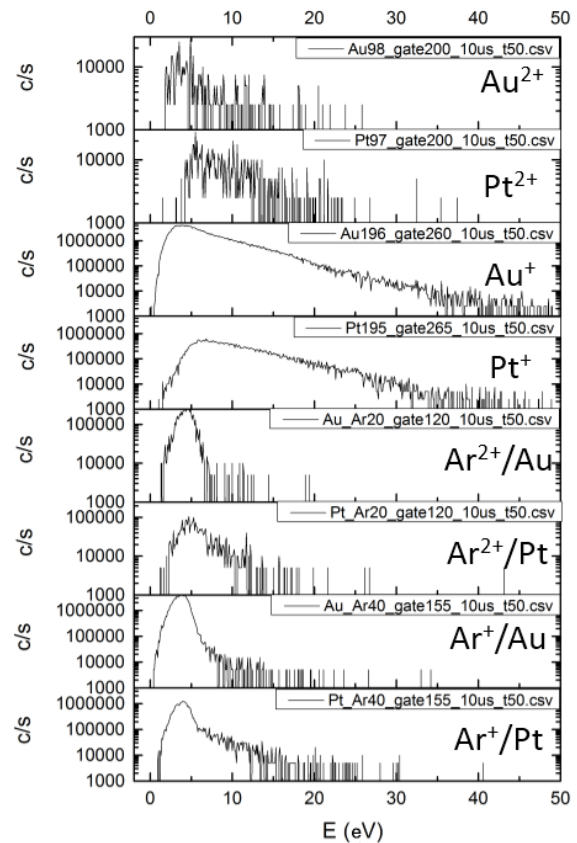 0 10 20 30 40 50
c/s
10000
1000
Au98_gate200_10us_t50.csv
Au2+
c/s
10000
1000
Pt97_gate200_10us_t50.csv
Pt2+
c/s
1000000
100000
10000
1000
Au196_gate260_10us_t50.csv
Au+
c/s
1000000
100000
10000
1000
Pt195_gate265_10us_t50.csv
Pt+
c/s
100000
10000
1000
Au_Ar20_gate120_10us_t50.csv
Ar2+/Au
c/s
100000
10000
1000
Pt_Ar20_gate120_10us_t50.csv
Ar2+/Pt
c/s
1000000
100000
10000
1000
Au_Ar40_gate155_10us_t50.csv
Ar+/Au
c/s
1000000
100000
10000
1000
Pt_Ar40_gate155_10us_t50.csv
Ar+/Pt
0 10 20 30 40 50
E (eV)